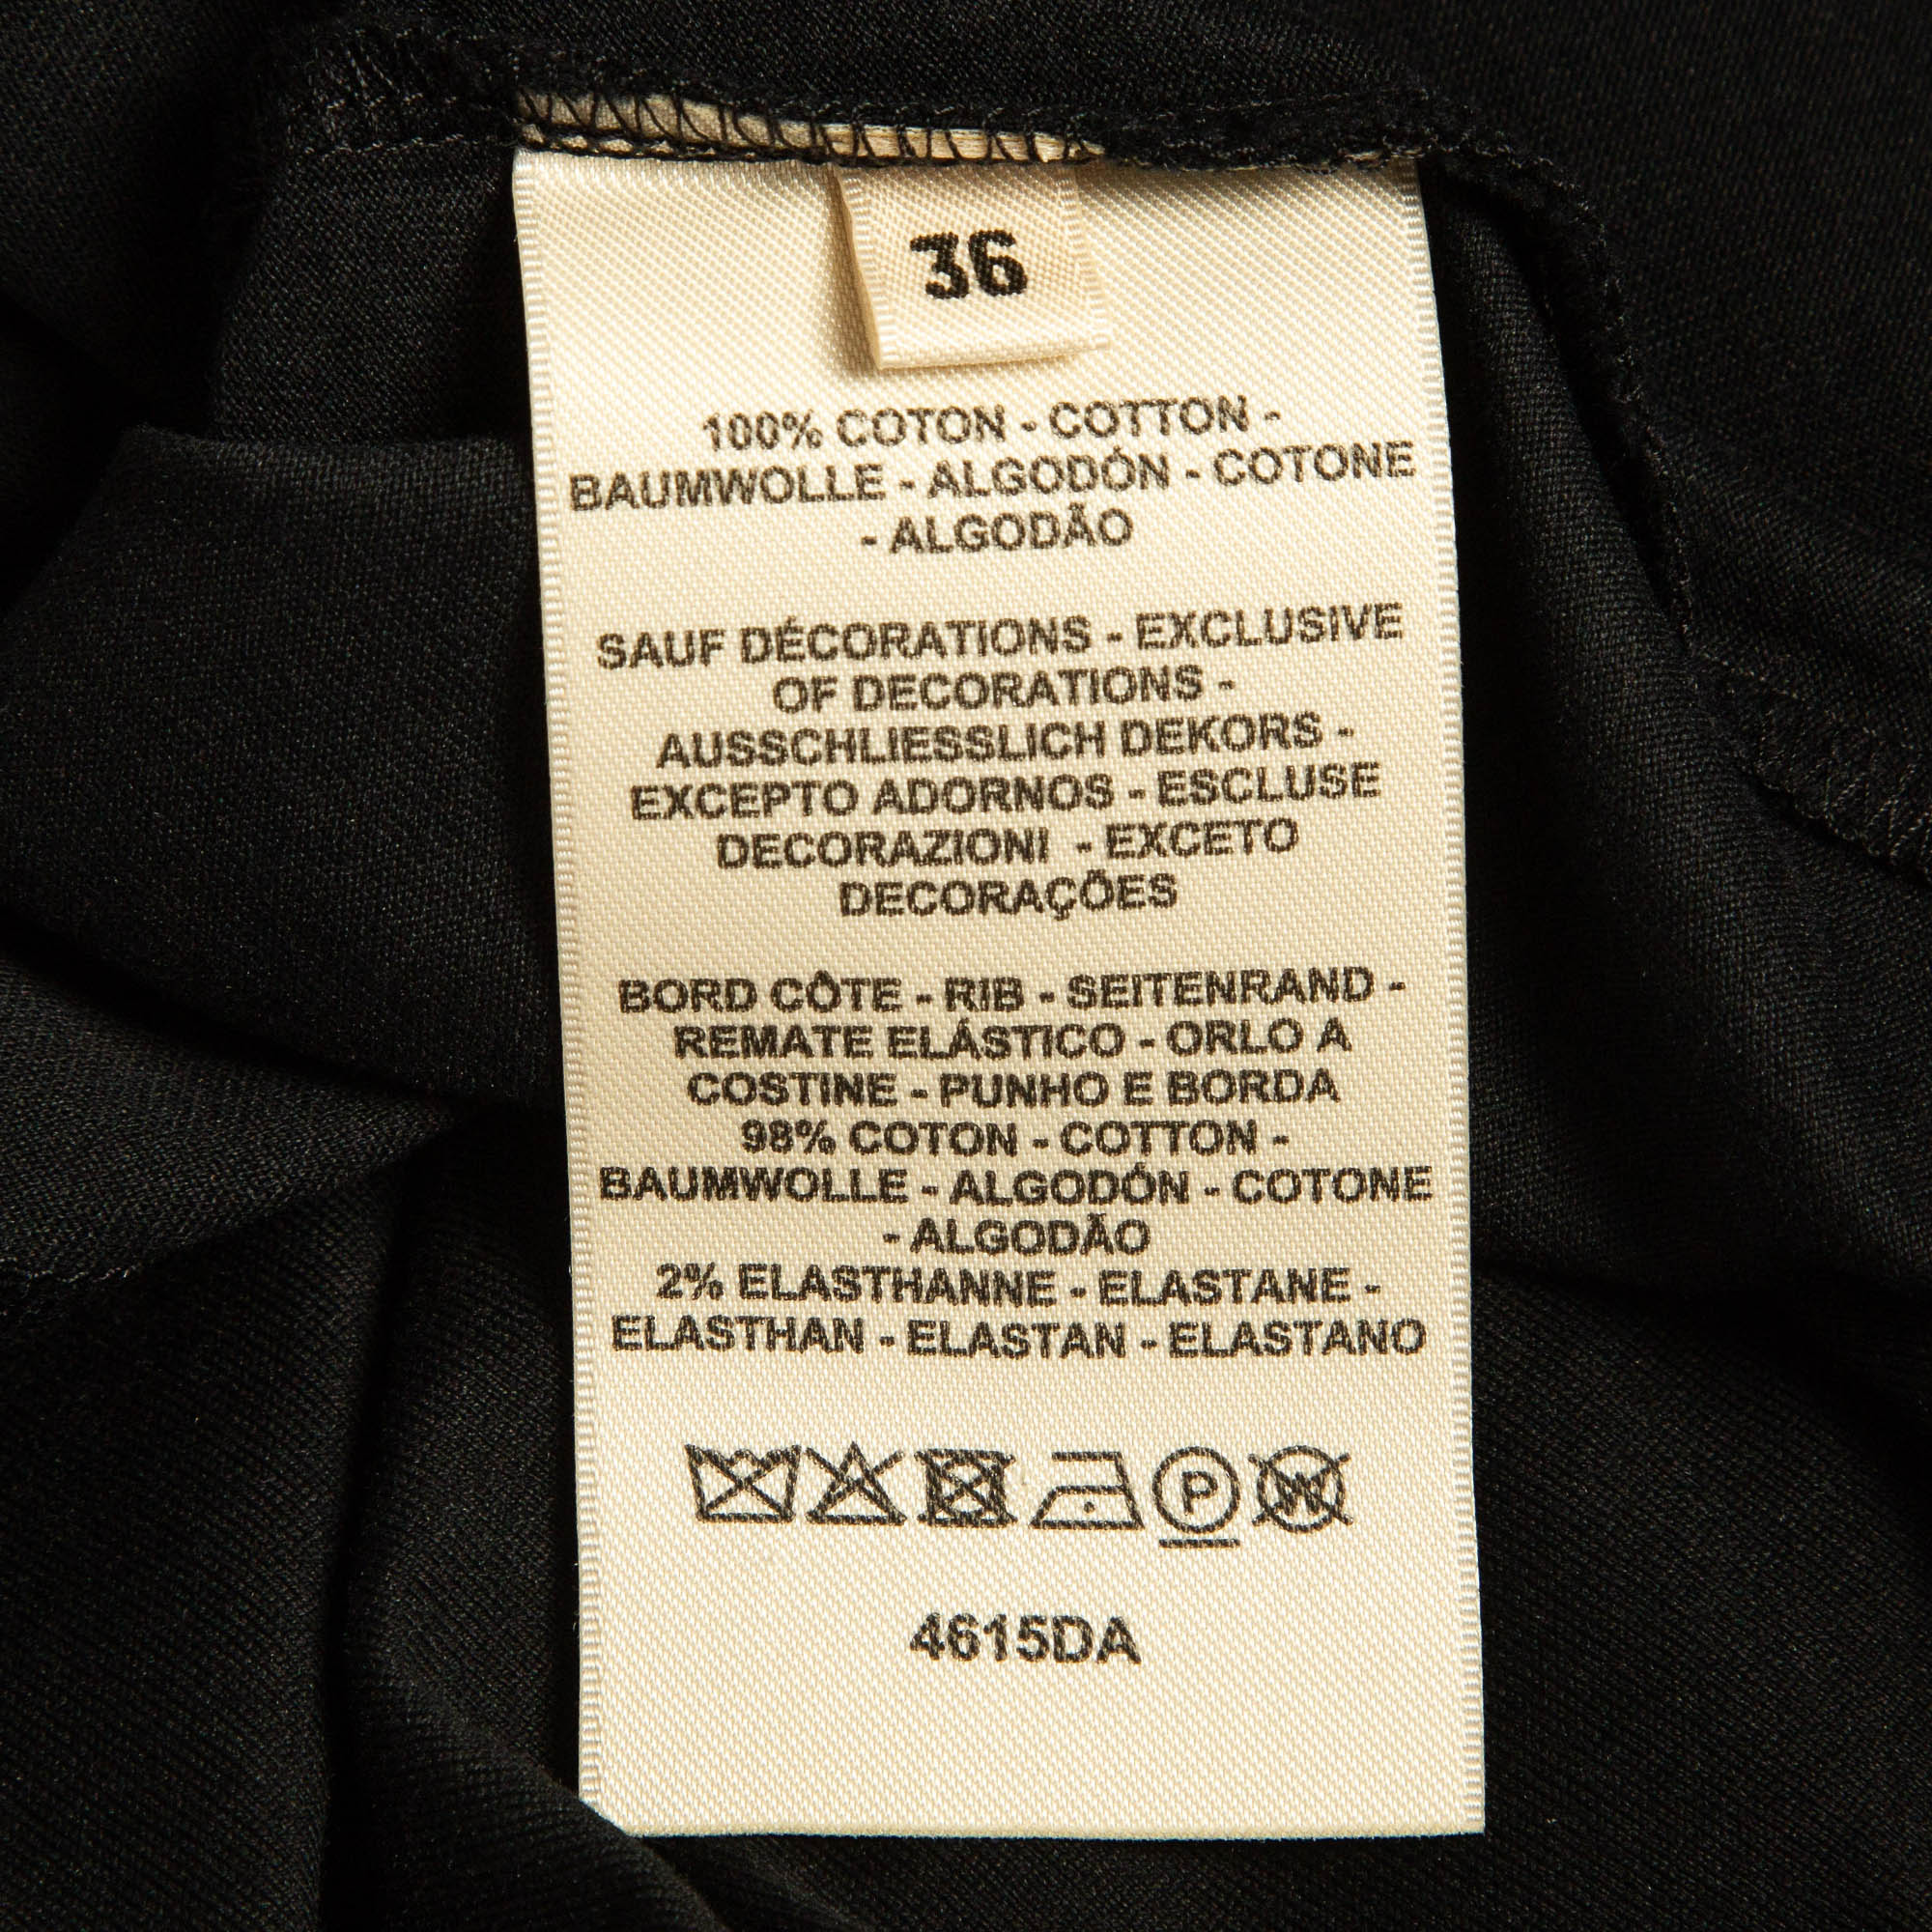 36
100% COTON - COTTON -
BAUMWOLLE - ALGODÓN - COTONE
- ALGODÃO
SAUF DÉCORATIONS - EXCLUSIVE
OF DECORATIONS -
AUSSCHLIESSLICH DEKORS -
EXCEPTO ADORNOS - ESCLUSE
DECORAZIONI - EXCETO
DECORAÇÕES
BORD CÔTE - RIB - SEITENRAND -
REMATE ELÁSTICO - ORLO A
COSTINE - PUNHO E BORDA
98% COTON - COTTON -
BAUMWOLLE - ALGODÓN - COTONE
- ALGODÃO
2% ELASTHANNE - ELASTANE -
ELASTHAN - ELASTAN - ELASTANO
P W
4615DA